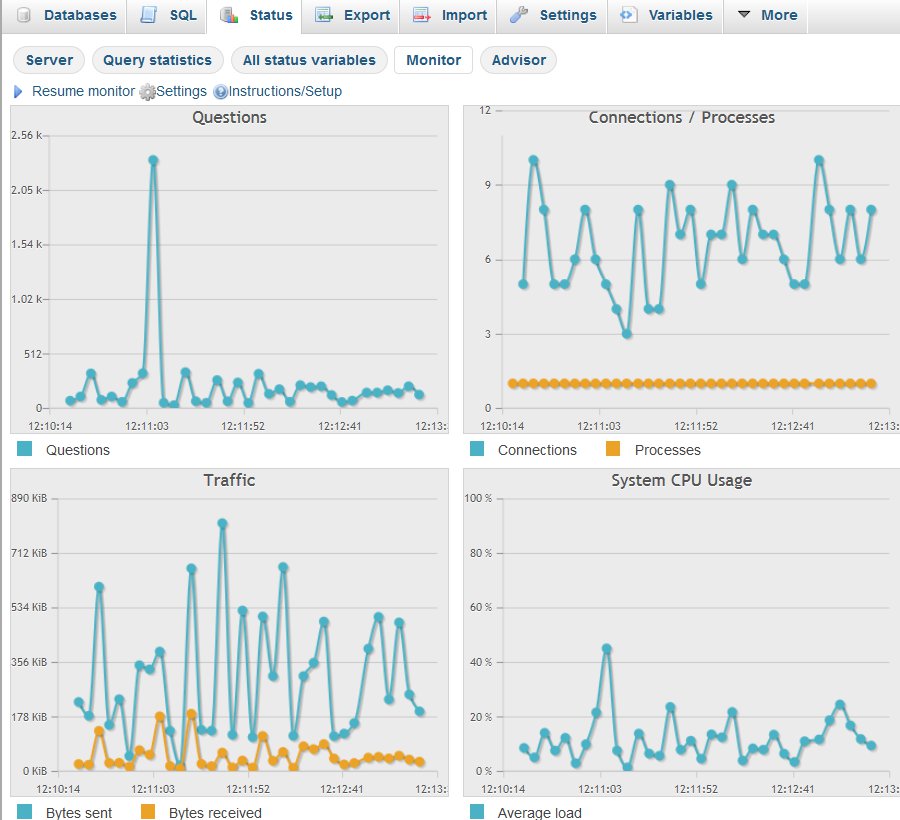 Databases SQL Status Export Import Settings Variables More
Server Query statistics All status variables Monitor Advisor
Resume monitor Settings Instructions/Setup
Questions
2.56 k
2.05 k
1.54 k
1.02 k
512
0
12:10:14 12:11:03 12:11:52 12:12:41 12:13:
Questions
Connections / Processes
12
9
6
3
0
12:10:14 12:11:03 12:11:52 12:12:41 12:13:
Connections Processes
Traffic
890 KiB
712 KiB
534 KiB
356 KiB
178 KiB
0 KiB
12:10:14 12:11:03 12:11:52 12:12:41 12:13:
Bytes sent Bytes received
System CPU Usage
100 %
80 %
60 %
40 %
20 %
0 %
12:10:14 12:11:03 12:11:52 12:12:41 12:13:
Average load